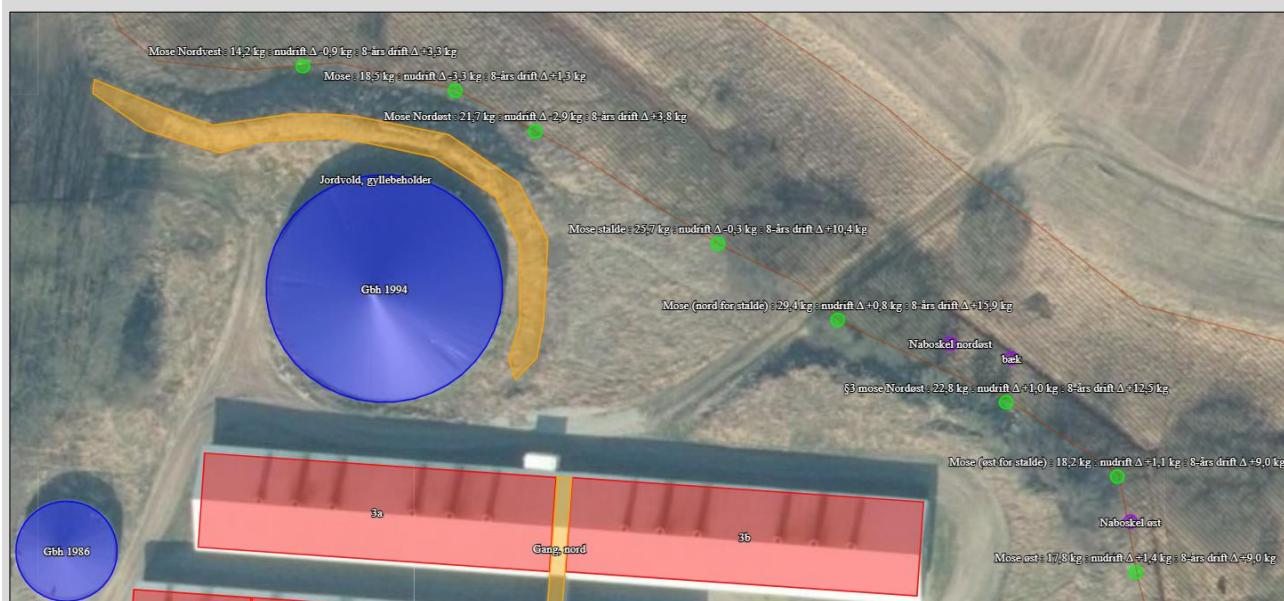 Mose Nordvest : 14,2 kg : nudrift Δ -0,9 kg : 8-års drift Δ +3,3 kg
Mose : 18,5 kg : nudrift Δ -3,3 kg : 8-års drift Δ +1,3 kg
Mose Nordøst : 21,7 kg : nudrift Δ -2,9 kg : 8-års drift Δ +3,8 kg
Jordvold, gyllebeholder
Mose stalde : 25,7 kg : nudrift Δ -0,3 kg : 8-års drift Δ +10,4 kg
Gbh 1994
Mose (nord for stalde) : 29,4 kg : nudrift Δ +0,8 kg : 8-års drift Δ +15,9 kg
Naboskel nordøst
bæk
§3 mose Nordøst : 22,8 kg : nudrift Δ +1,0 kg : 8-års drift Δ +12,5 kg
Mose (øst for stalde) : 18,2 kg : nudrift Δ +1,1 kg : 8-års drift Δ +9,0 kg
3a
3b
Naboskel øst
Gang, nord
Gbh 1986
Mose øst : 17,8 kg : nudrift Δ +1,4 kg : 8-års drift Δ +9,0 kg